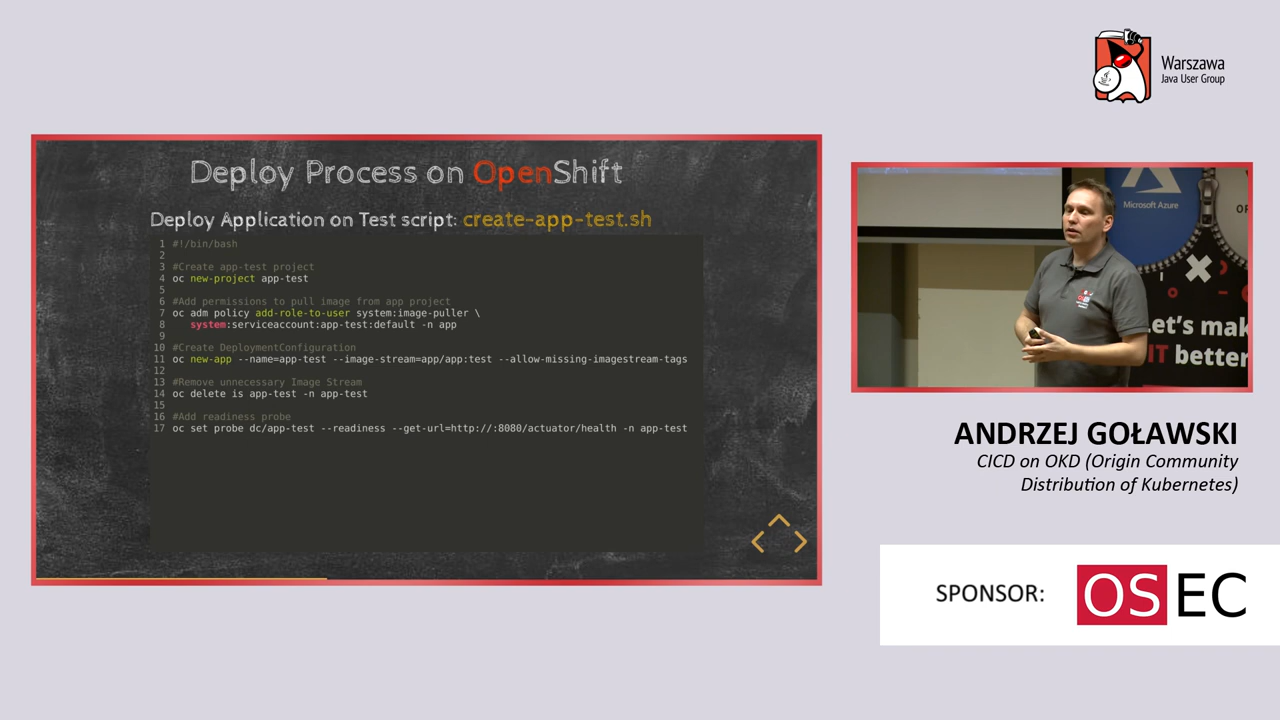 Warszawa
Java User Group
Deploy Process on OpenShift
Deploy Application on Test script: create-app-test.sh
1 #!/bin/bash
2
3 #Create app-test project
4 oc new-project app-test
5
6 #Add permissions to pull image from app project
7 oc adm policy add-role-to-user system:image-puller \
8 system:serviceaccount:app-test:default -n app
9
10 #Create DeploymentConfiguration
11 oc new-app --name=app-test --image-stream=app/app:test --allow-missing-imagestream-tags
12
13 #Remove unnecessary Image Stream
14 oc delete is app-test -n app-test
15
16 #Add readiness probe
17 oc set probe dc/app-test --readiness --get-url=http://:8080/actuator/health -n app-test
Microsoft Azure
Let's mak
IT better
ANDRZEJ GOŁAWSKI
CICD on OKD (Origin Community
Distribution of Kubernetes)
SPONSOR:
OSEC